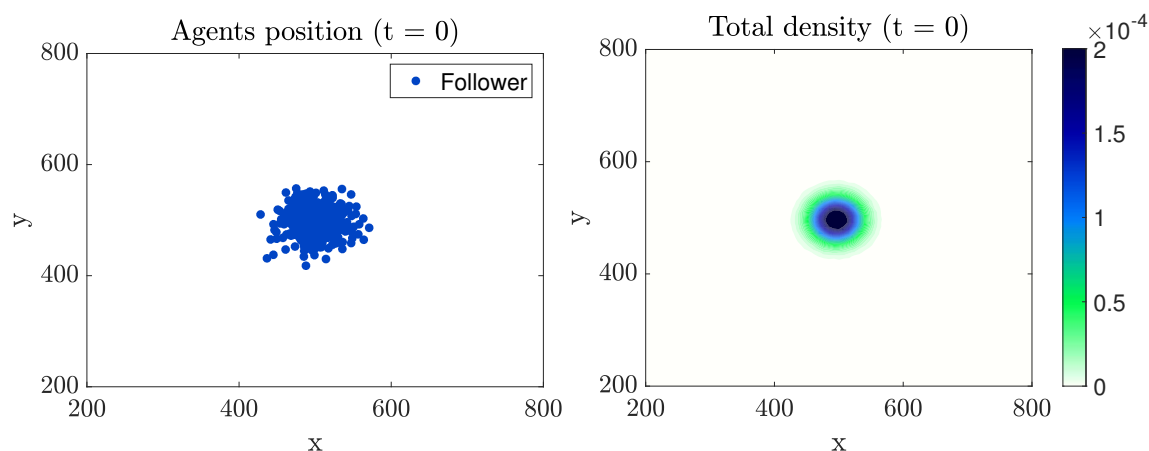 Agents position (t = 0)
800
600
400
200
200 400 600 800
y
x
Follower
Total density (t = 0)
800
600
400
200
200 400 600 800
y
x
×10⁻⁴
2
1.5
1
0.5
0